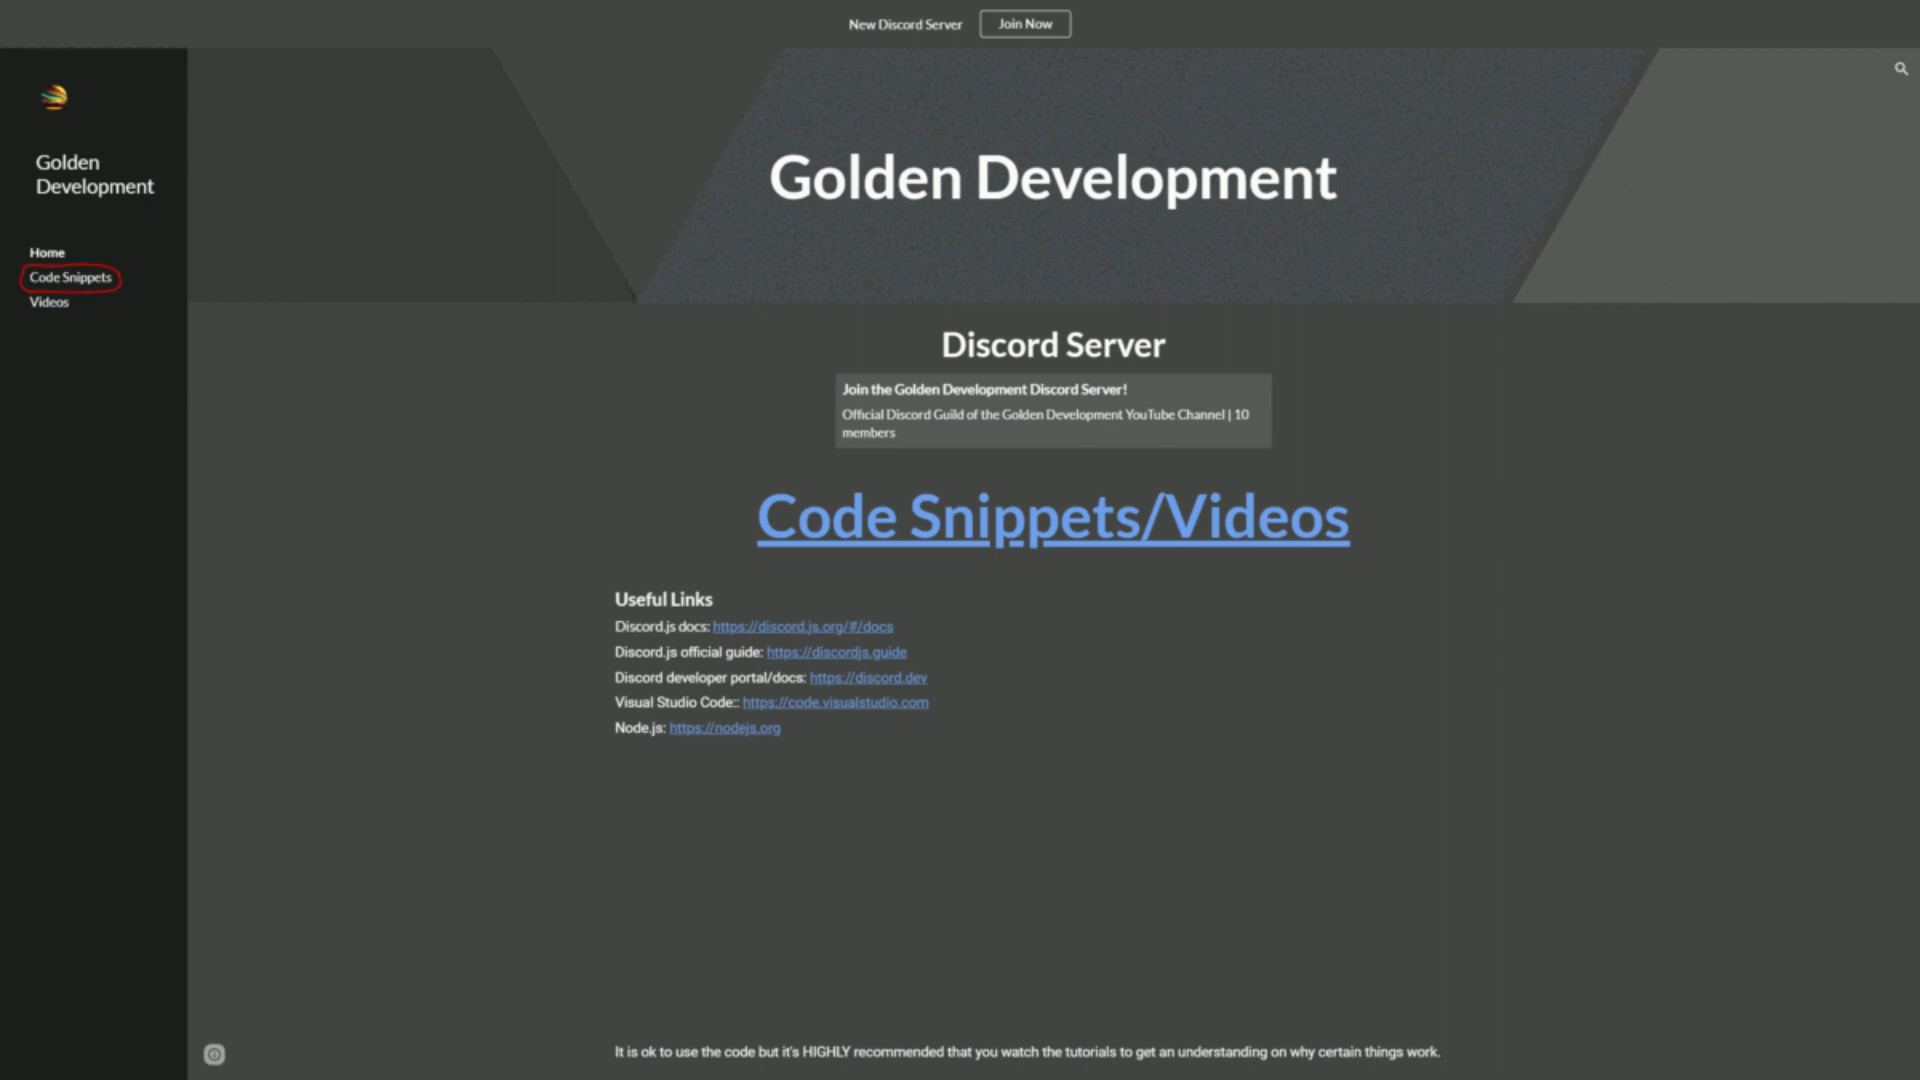 New Discord Server
Join Now
Golden
Development
Home
Code Snippets
Videos
Golden Development
Discord Server
Join the Golden Development Discord Server!
Official Discord Guild of the Golden Development YouTube Channel | 10
members
Code Snippets/Videos
Useful Links
Discord.js docs: https://discord.js.org/#/docs
Discord.js official guide: https://discordjs.guide
Discord developer portal/docs: https://discord.dev
Visual Studio Code:: https://code.visualstudio.com
Node.js: https://nodejs.org
It is ok to use the code but it's HIGHLY recommended that you watch the tutorials to get an understanding on why certain things work.